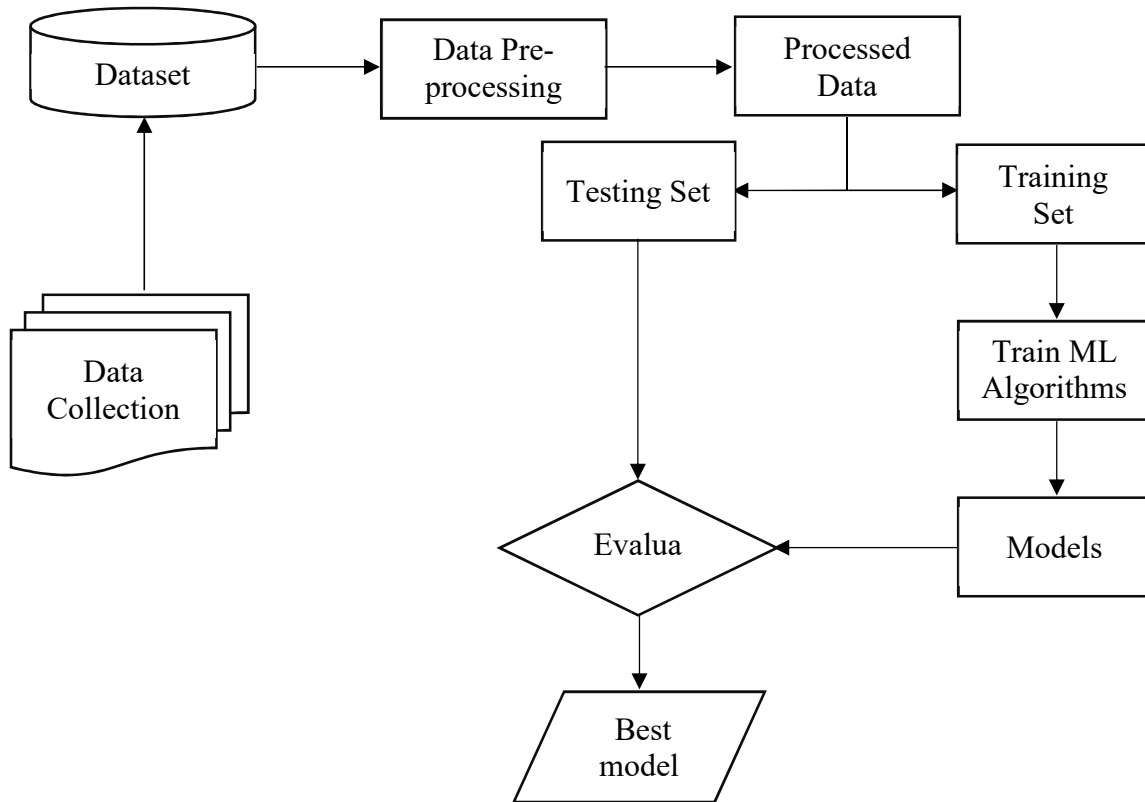 Dataset
Data Pre-
processing
Processed
Data
Testing Set
Training
Set
Data
Collection
Train ML
Algorithms
Evalua
Models
Best
model